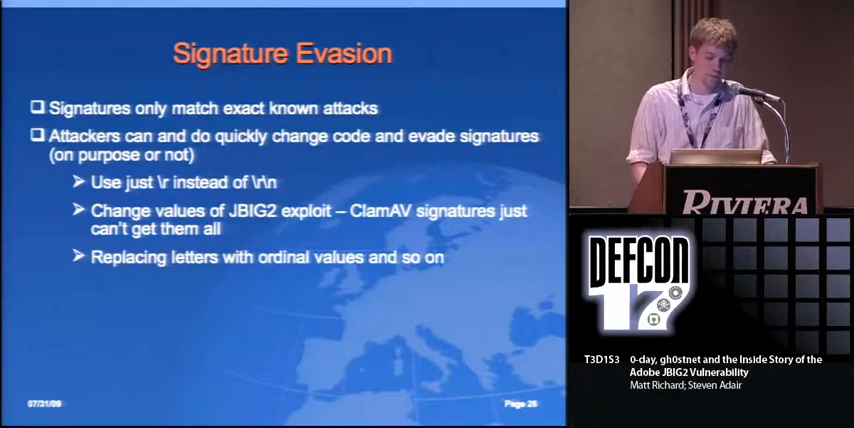 Signature Evasion
Signatures only match exact known attacks
Attackers can and do quickly change code and evade signatures
(on purpose or not)
Use just \r instead of \r\n
Change values of JBIG2 exploit – ClamAV signatures just
can't get them all
Replacing letters with ordinal values and so on
07/31/09
Page 26
RIVIERA
DEFCON
17
T3D1S3 0-day, gh0stnet and the Inside Story of the
Adobe JBIG2 Vulnerability
Matt Richard; Steven Adair